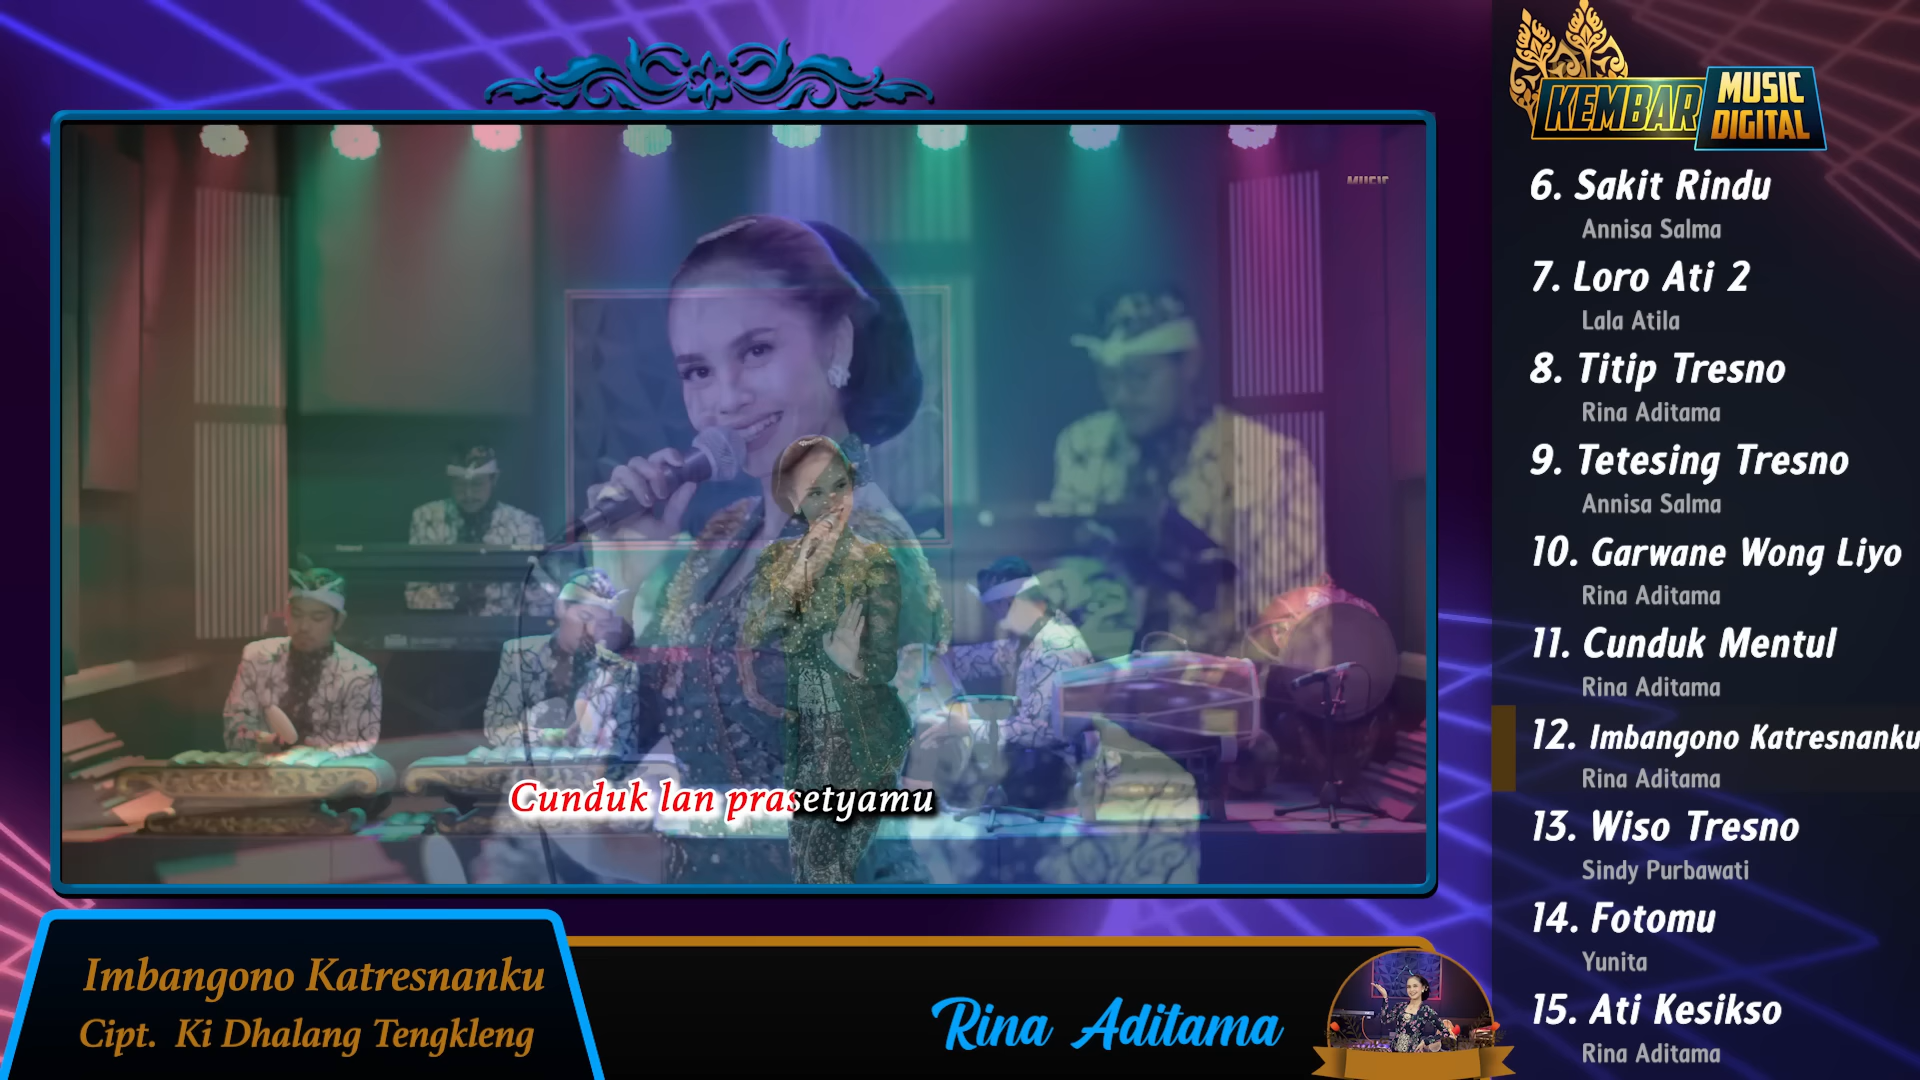 KEMBAR MUSIC DIGITAL
MUSIC
6. Sakit Rindu
Annisa Salma
7. Loro Ati 2
Lala Atila
8. Titip Tresno
Rina Aditama
9. Tetesing Tresno
Annisa Salma
10. Garwane Wong Liyo
Rina Aditama
11. Cunduk Mentul
Rina Aditama
12. Imbangono Katresnanku
Rina Aditama
13. Wiso Tresno
Sindy Purbawati
14. Fotomu
Yunita
15. Ati Kesikso
Rina Aditama
Cunduk lan prasetyamu
Imbangono Katresnanku
Cipt. Ki Dhalang Tengkleng
Rina Aditama